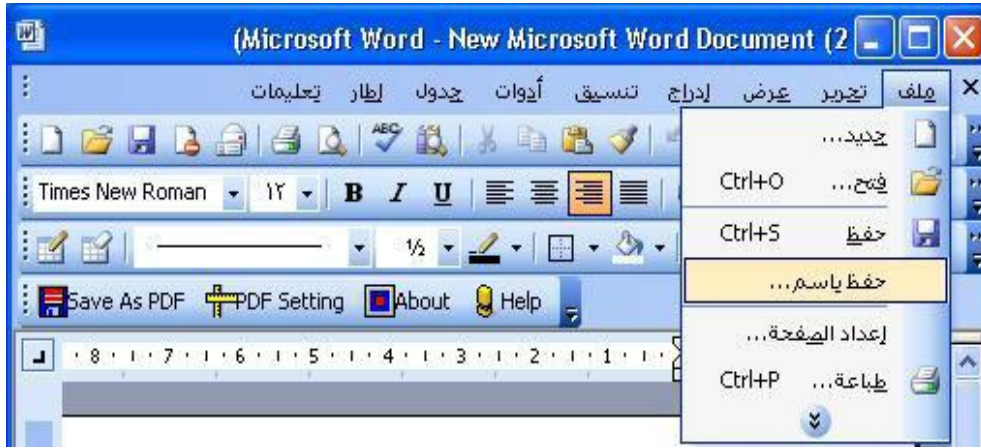 (Microsoft Word - New Microsoft Word Document (2
ملف تحرير عرض إدراج تنسيق أدوات جدول إطار تعليمات
جديد...
فتح... Ctrl+O
حفظ Ctrl+S
حفظ باسم...
إعداد الصفحة...
طباعة... Ctrl+P
Times New Roman ١٢ B I U
½
Save As PDF PDF Setting About Help
8 7 6 5 4 3 2 1